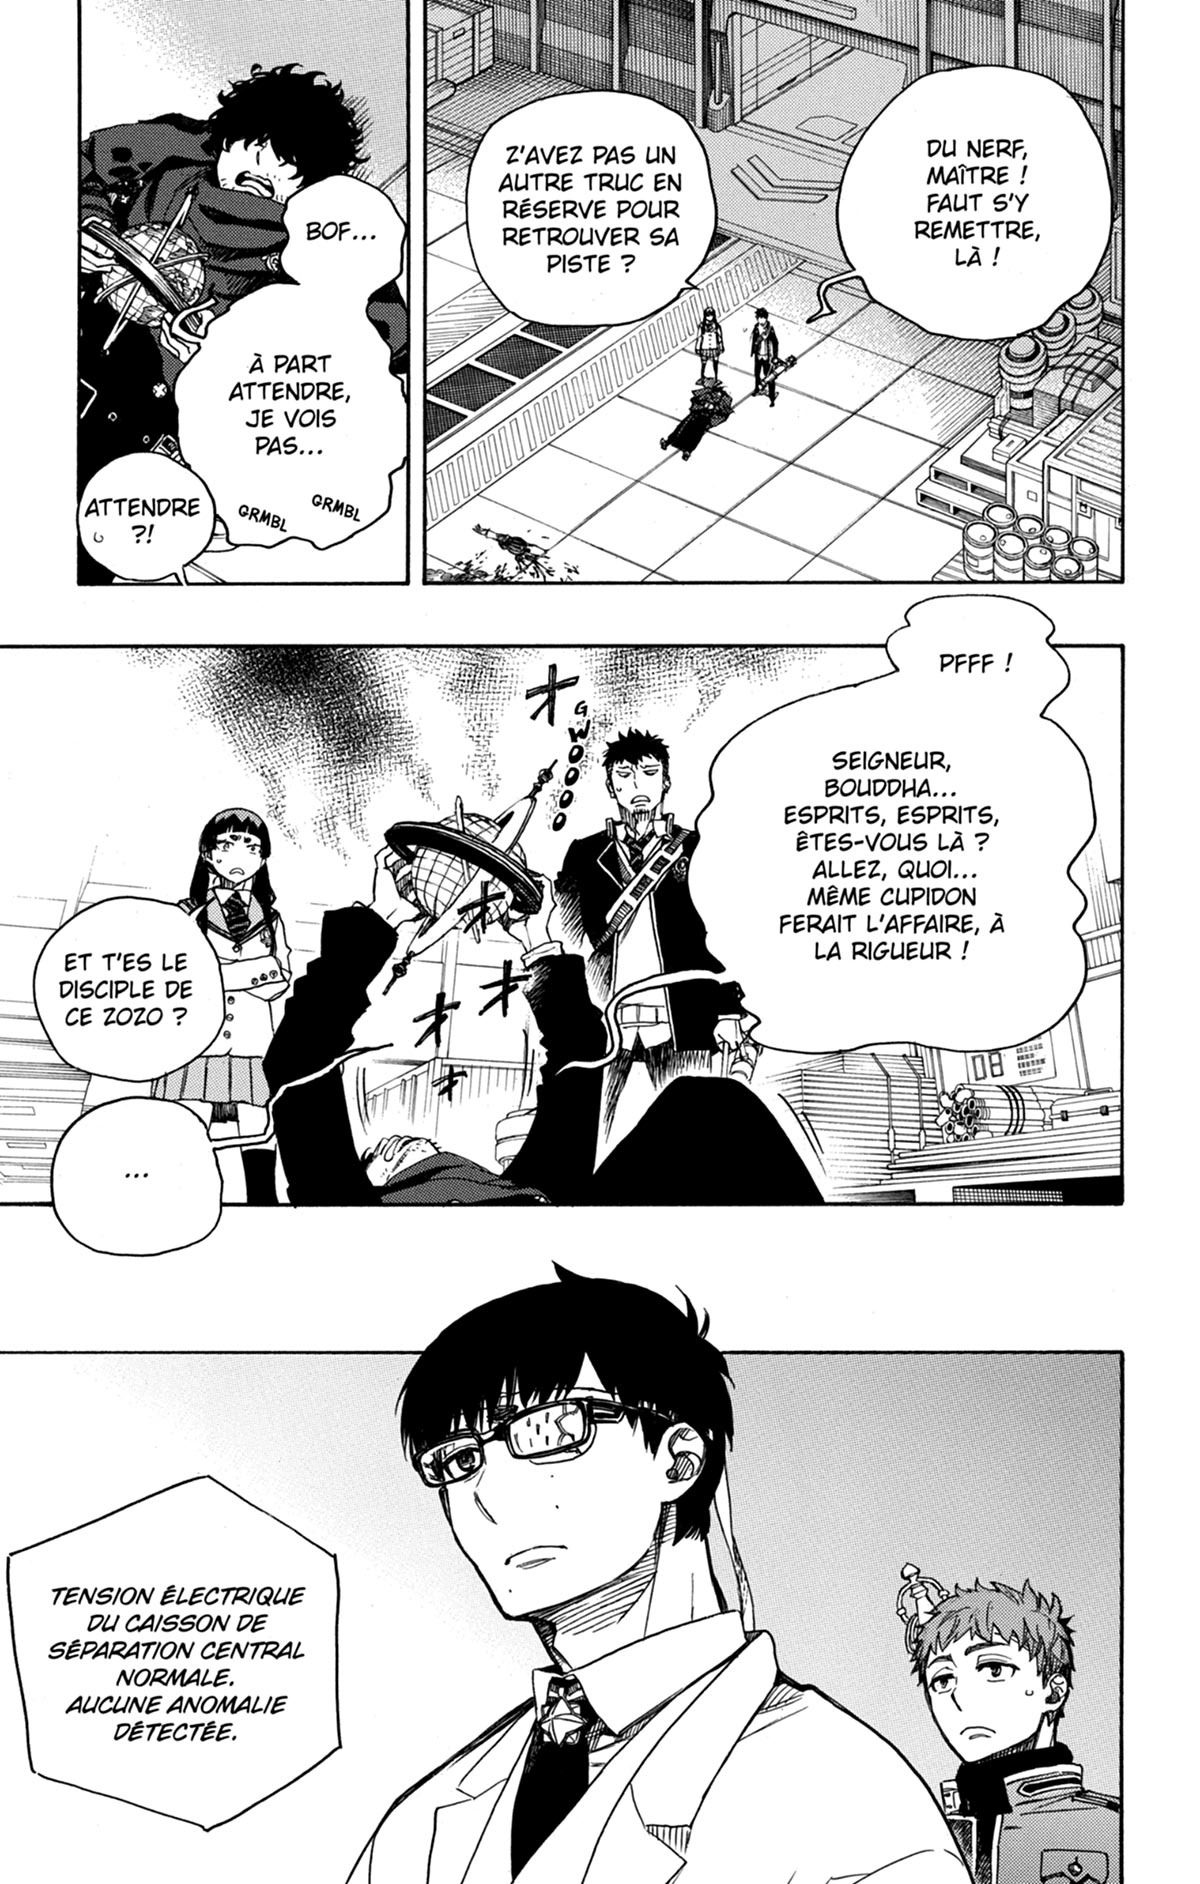 DU NERF,
MAÎTRE !
FAUT S'Y
REMETTRE,
LÀ !
Z'AVEZ PAS UN
AUTRE TRUC EN
RÉSERVE POUR
RETROUVER SA
PISTE ?
BOF...
À PART
ATTENDRE,
JE VOIS
PAS...
GRMBL
GRMBL
ATTENDRE
?!
PFFF !
SEIGNEUR,
BOUDDHA...
ESPRITS, ESPRITS,
ÊTES-VOUS LÀ ?
ALLEZ, QUOI...
MÊME CUPIDON
FERAIT L'AFFAIRE, À
LA RIGUEUR !
GWOOOO
ET T'ES LE
DISCIPLE DE
CE ZOZO ?
...
TENSION ÉLECTRIQUE
DU CAISSON DE
SÉPARATION CENTRAL
NORMALE.
AUCUNE ANOMALIE
DÉTECTÉE.